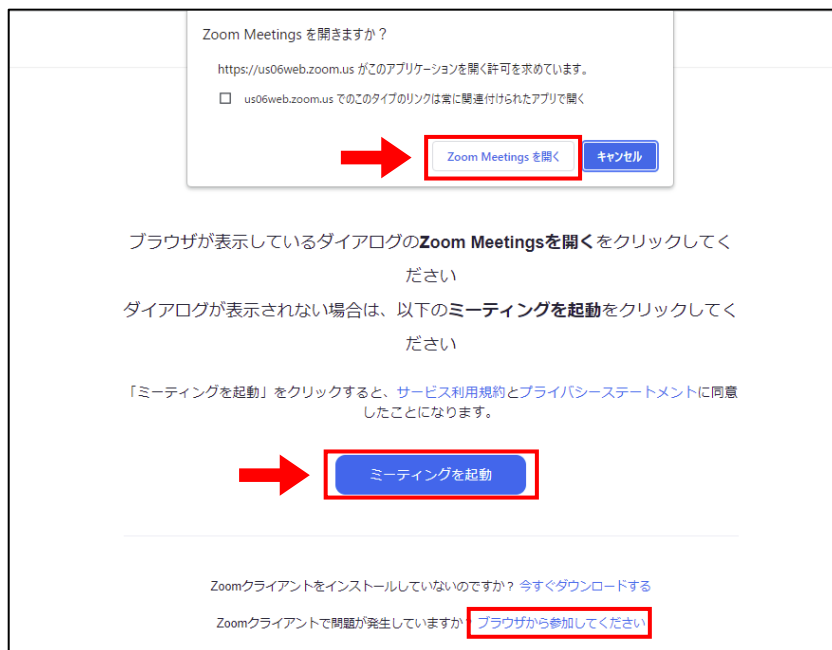 Zoom Meetings を開きますか？
https://us06web.zoom.us がこのアプリケーションを開く許可を求めています。
us06web.zoom.us でのこのタイプのリンクは常に関連付けられたアプリで開く
Zoom Meetings を開く キャンセル
ブラウザが表示しているダイアログのZoom Meetingsを開くをクリックしてく
ださい
ダイアログが表示されない場合は、以下のミーティングを起動をクリックしてく
ださい
「ミーティングを起動」をクリックすると、サービス利用規約とプライバシーステートメントに同意
したことになります。
ミーティングを起動
Zoomクライアントをインストールしていないのですか？ 今すぐダウンロードする
Zoomクライアントで問題が発生していますか？ ブラウザから参加してください